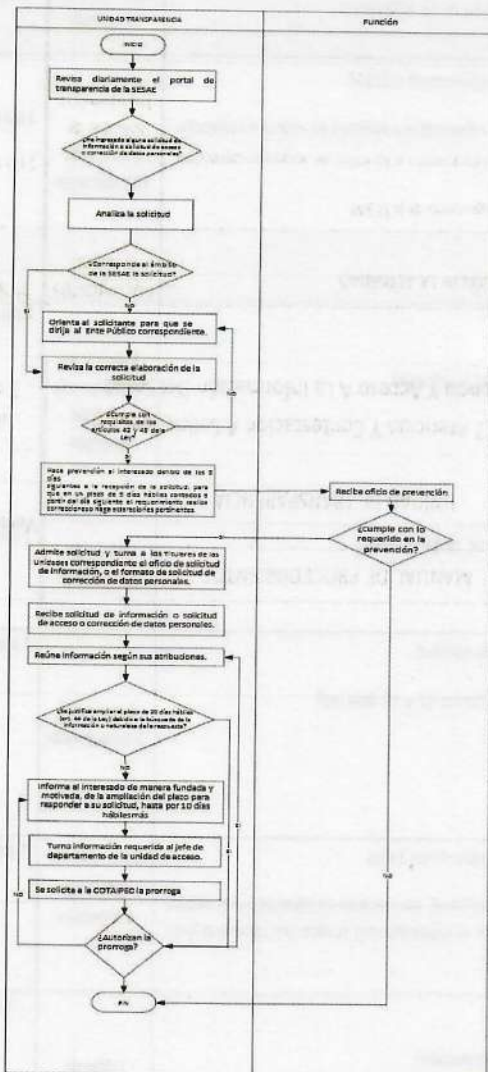 UNIDAD TRANSPARENCIA
Función
INICIO
Revisa diariamente el portal de
transparencia de la SESAE
¿Ha ingresado alguna solicitud de
información o solicitud de acceso
o corrección de datos personales?
Analiza la solicitud
¿Corresponde al ámbito
de la SESAE la solicitud?
SI
NO
Orienta al solicitante para que se
dirija al Ente Público correspondiente.
Revisa la correcta elaboración de la
solicitud
NO
¿Cumple con
requisitos de los
artículos 42 y 43 de la
Ley?
SI
Hace prevención al interesado dentro de los 3
días
siguientes a la recepción de la solicitud, para
que en un plazo de 5 días hábiles contados a
partir del día siguiente al requerimiento realice
correcciones o haga aclaraciones pertinentes.
Recibe oficio de prevención
¿Cumple con lo
requerido en la
prevención?
SI
Admite solicitud y turna a los Titulares de las
unidades correspondiente el oficio de solicitud
de información, o el formato de solicitud de
corrección de datos personales.
Recibe solicitud de información o solicitud
de acceso o corrección de datos personales.
Reúne información según sus atribuciones.
¿Se justifica ampliar el plazo de 20 días hábiles
(art. 44 de la Ley) debido a la búsqueda de la
información o naturaleza de la respuesta?
NO
SI
SI
Informa al interesado de manera fundada y
motivada, de la ampliación del plazo para
responder a su solicitud, hasta por 10 días
hábiles más
Turna información requerida al jefe de
departamento de la unidad de acceso.
NO
Se solicita a la COTAIPEC la prorroga
NO
¿Autorizan la
prorroga?
FIN